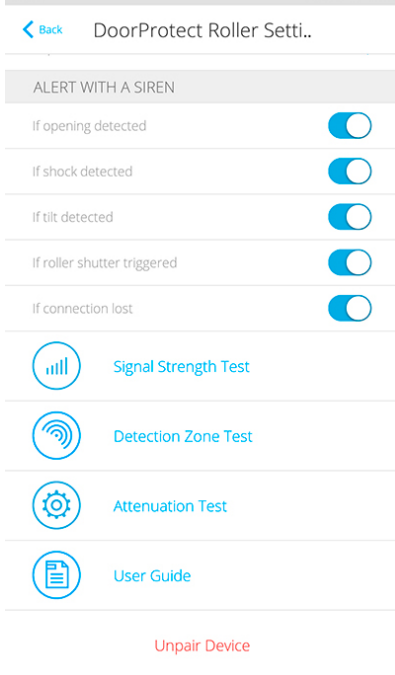 Back
DoorProtect Roller Setti..
ALERT WITH A SIREN
If opening detected
If shock detected
If tilt detected
If roller shutter triggered
If connection lost
Signal Strength Test
Detection Zone Test
Attenuation Test
User Guide
Unpair Device